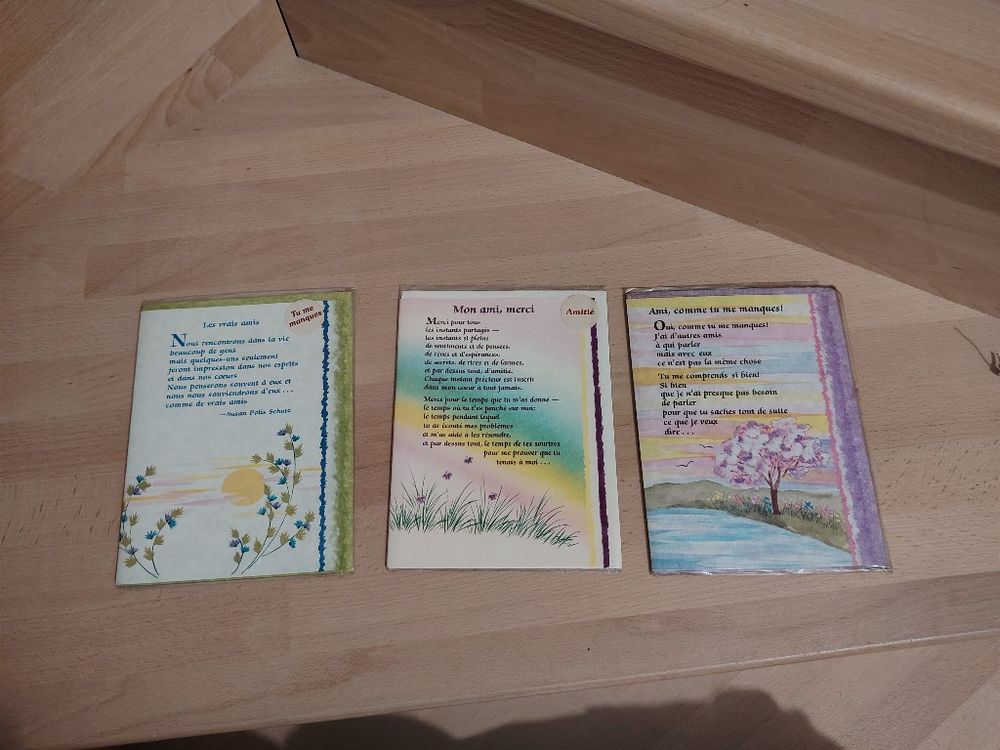 Tu me
manques
Les vrais amis
Nous rencontrons dans la vie
beaucoup de gens
mais quelques-uns seulement
feront impression dans nos esprits
et dans nos coeurs
Nous penserons souvent à eux et
nous nous souviendrons d'eux . . .
comme de vrais amis
—Susan Polis Schutz
Mon ami, merci
Amitié
Merci pour tous
les instants partagés —
les instants si pleins
de sentiments et de pensées,
de rêves et d'espérances,
de secrets, de rires et de larmes,
et par dessus tout, d'amitié.
Chaque instant précieux est inscrit
dans mon coeur à tout jamais.
Merci pour le temps que tu m'as donné —
le temps où tu t'es penché sur moi;
le temps pendant lequel
tu as écouté mes problèmes
et m'as aidé à les résoudre,
et par dessus tout, le temps de tes sourires
pour me prouver que tu
tenais à moi . . .
Ami, comme tu me manques!
Oui, comme tu me manques!
J'ai d'autres amis
à qui parler
mais avec eux
ce n'est pas la même chose
Tu me comprends si bien!
Si bien
que je n'ai presque pas besoin
de parler
pour que tu saches tout de suite
ce que je veux
dire . . .